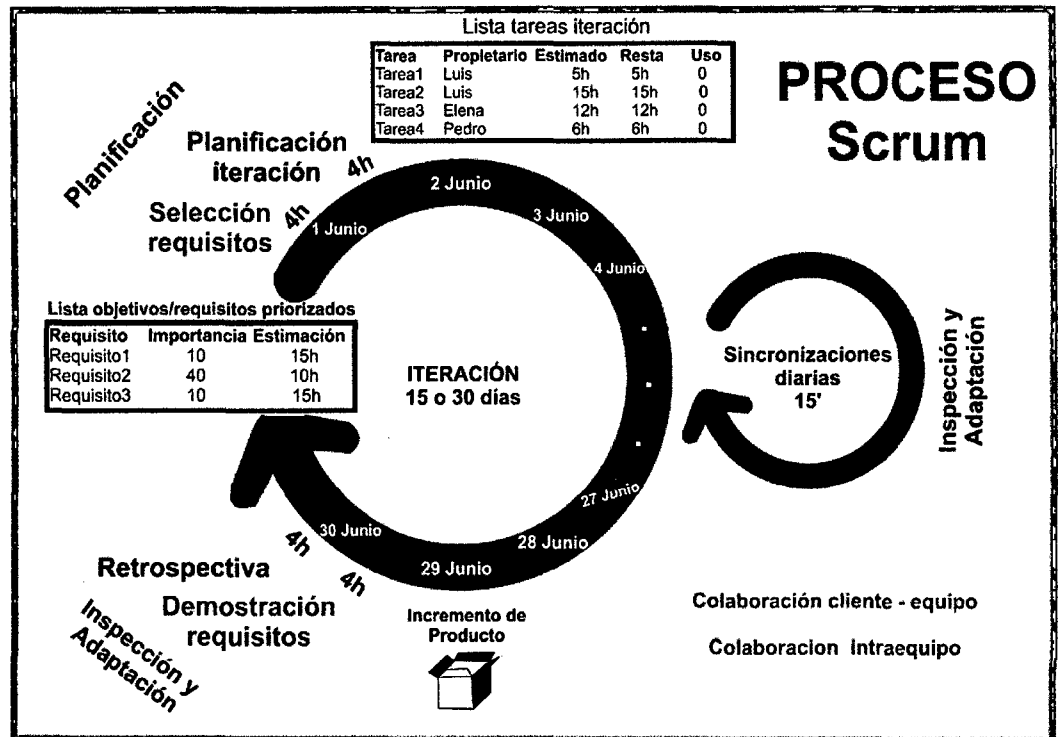 Lista tareas iteración
Tarea Propietario Estimado Resta Uso
Tarea1 Luis 5h 5h 0
Tarea2 Luis 15h 15h 0
Tarea3 Elena 12h 12h 0
Tarea4 Pedro 6h 6h 0
PROCESO
Scrum
Planificación
Planificación
iteración
4h
Selección
requisitos
4h
1 Junio
2 Junio
3 Junio
4 Junio
Lista objetivos/requisitos priorizados
Requisito Importancia Estimación
Requisito1 10 15h
Requisito2 40 10h
Requisito3 10 15h
ITERACIÓN
15 o 30 dias
Sincronizaciones
diarias
15'
Inspección y
Adaptación
27 Junio
28 Junio
29 Junio
30 Junio
4h
4h
Retrospectiva
Demostración
requisitos
Inspección y
Adaptación
Incremento de
Producto
Colaboración cliente - equipo
Colaboracion Intraequipo